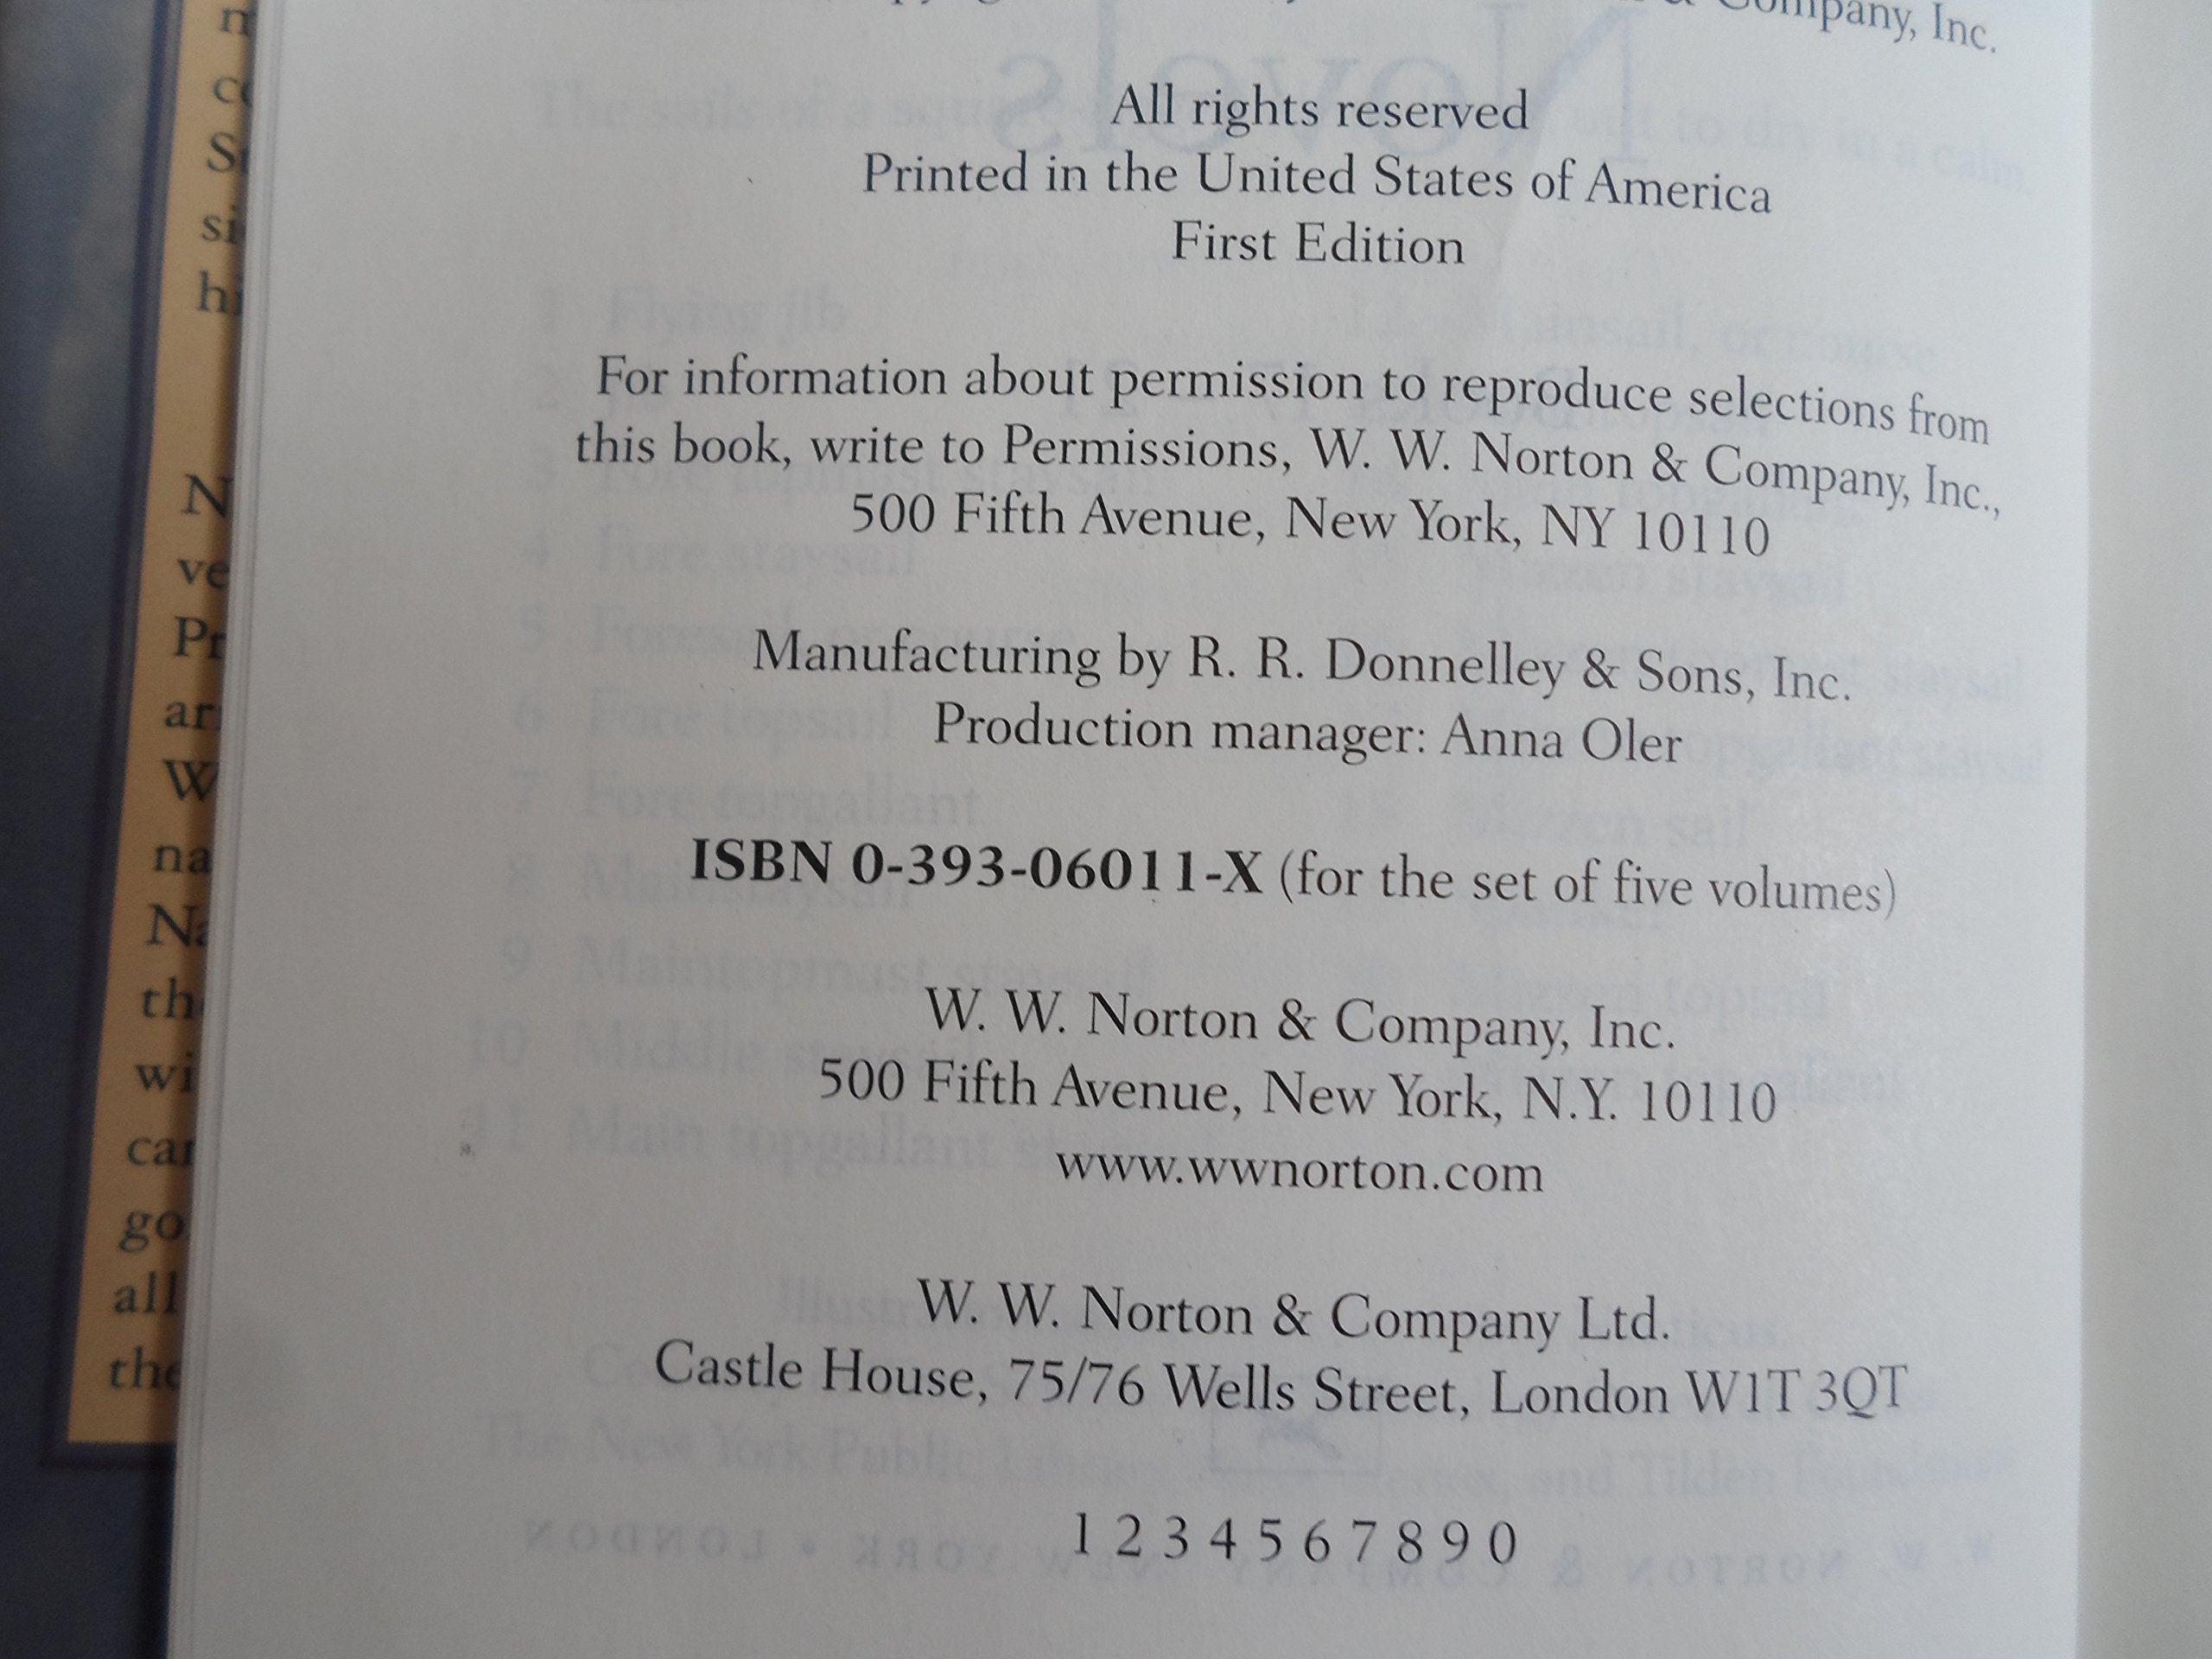 Company, Inc.
All rights reserved
Printed in the United States of America
First Edition
For information about permission to reproduce selections from
this book, write to Permissions, W. W. Norton & Company, Inc.,
500 Fifth Avenue, New York, NY 10110
Manufacturing by R. R. Donnelley & Sons, Inc.
Production manager: Anna Oler
ISBN 0-393-06011-X (for the set of five volumes)
W. W. Norton & Company, Inc.
500 Fifth Avenue, New York, N.Y. 10110
www.wwnorton.com
W. W. Norton & Company Ltd.
Castle House, 75/76 Wells Street, London W1T 3QT
1 2 3 4 5 6 7 8 9 0